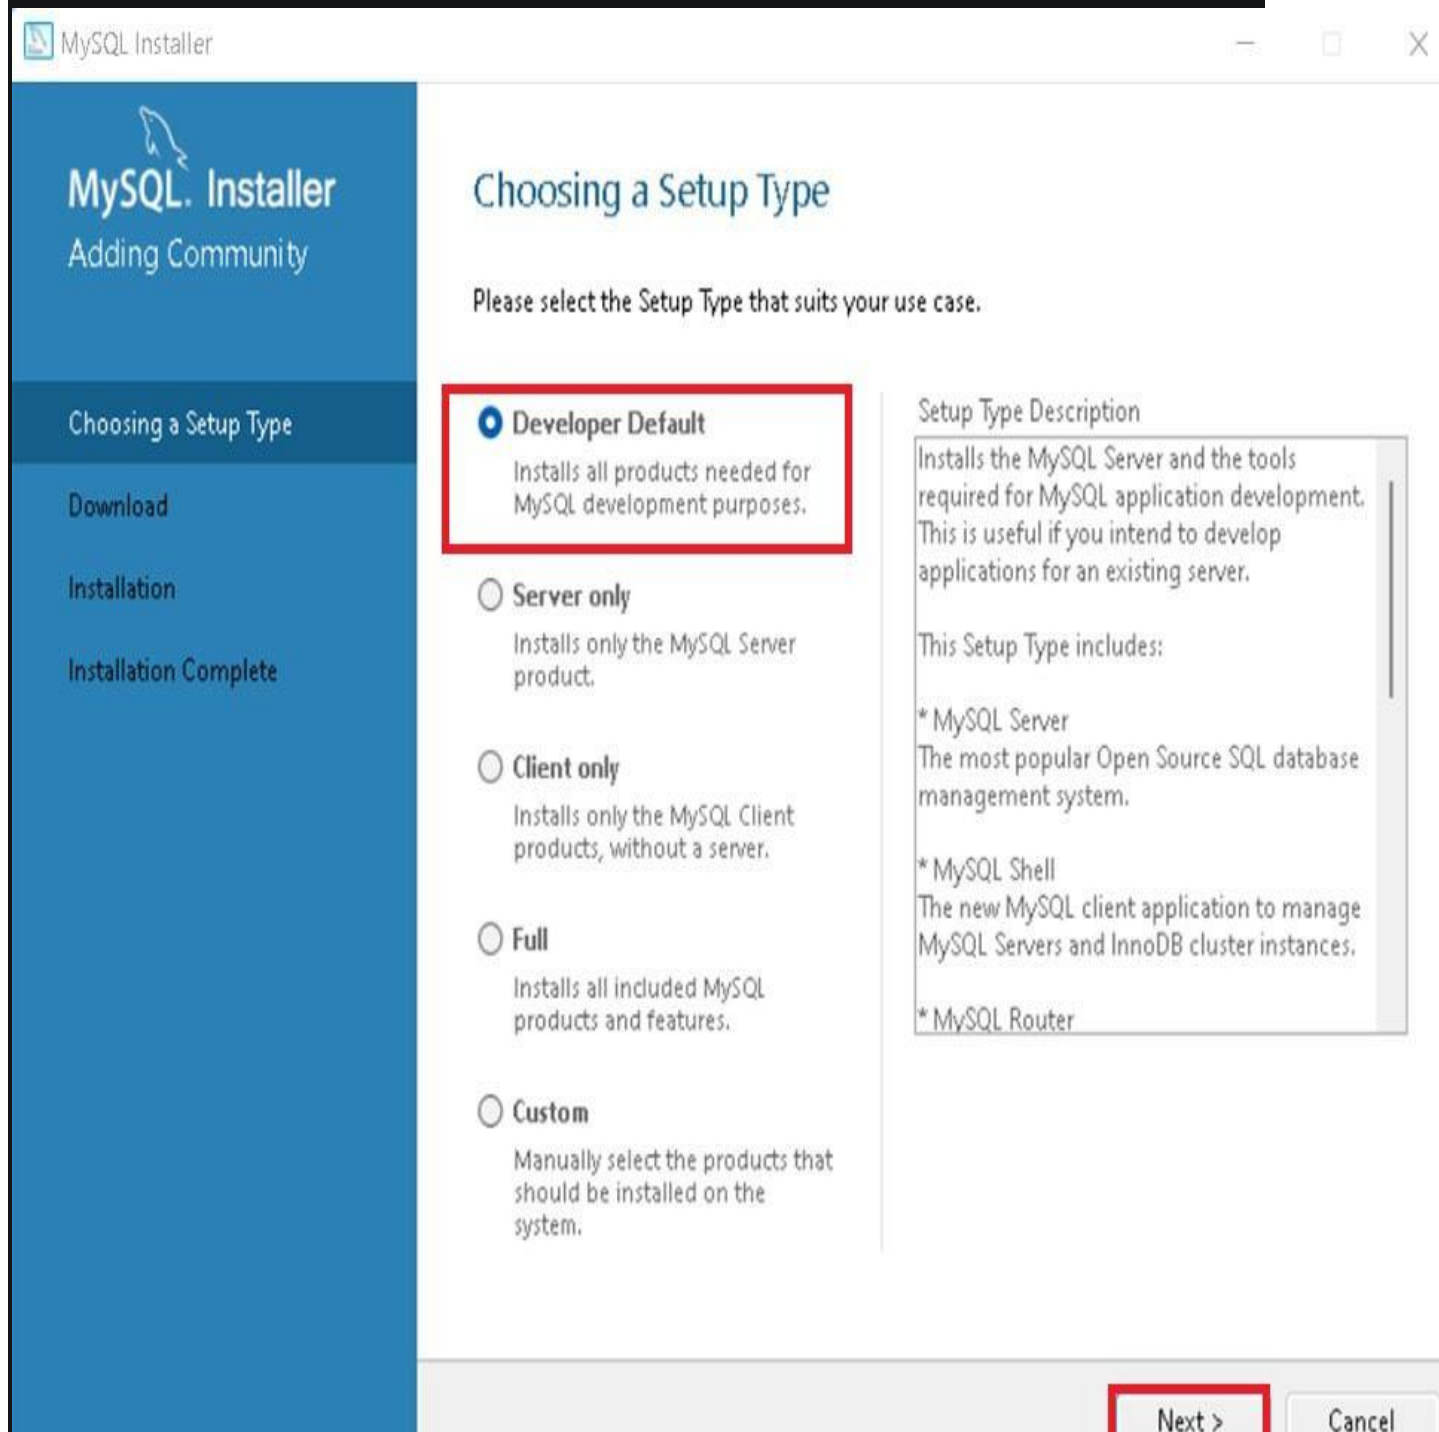 MySQL Installer
MySQL. Installer
Adding Community
Choosing a Setup Type
Download
Installation
Installation Complete
Choosing a Setup Type
Please select the Setup Type that suits your use case.
Developer Default
Installs all products needed for
MySQL development purposes.
Server only
Installs only the MySQL Server
product.
Client only
Installs only the MySQL Client
products, without a server.
Full
Installs all included MySQL
products and features.
Custom
Manually select the products that
should be installed on the
system.
Setup Type Description
Installs the MySQL Server and the tools
required for MySQL application development.
This is useful if you intend to develop
applications for an existing server.
This Setup Type includes:
* MySQL Server
The most popular Open Source SQL database
management system.
* MySQL Shell
The new MySQL client application to manage
MySQL Servers and InnoDB cluster instances.
* MySQL Router
Next >
Cancel